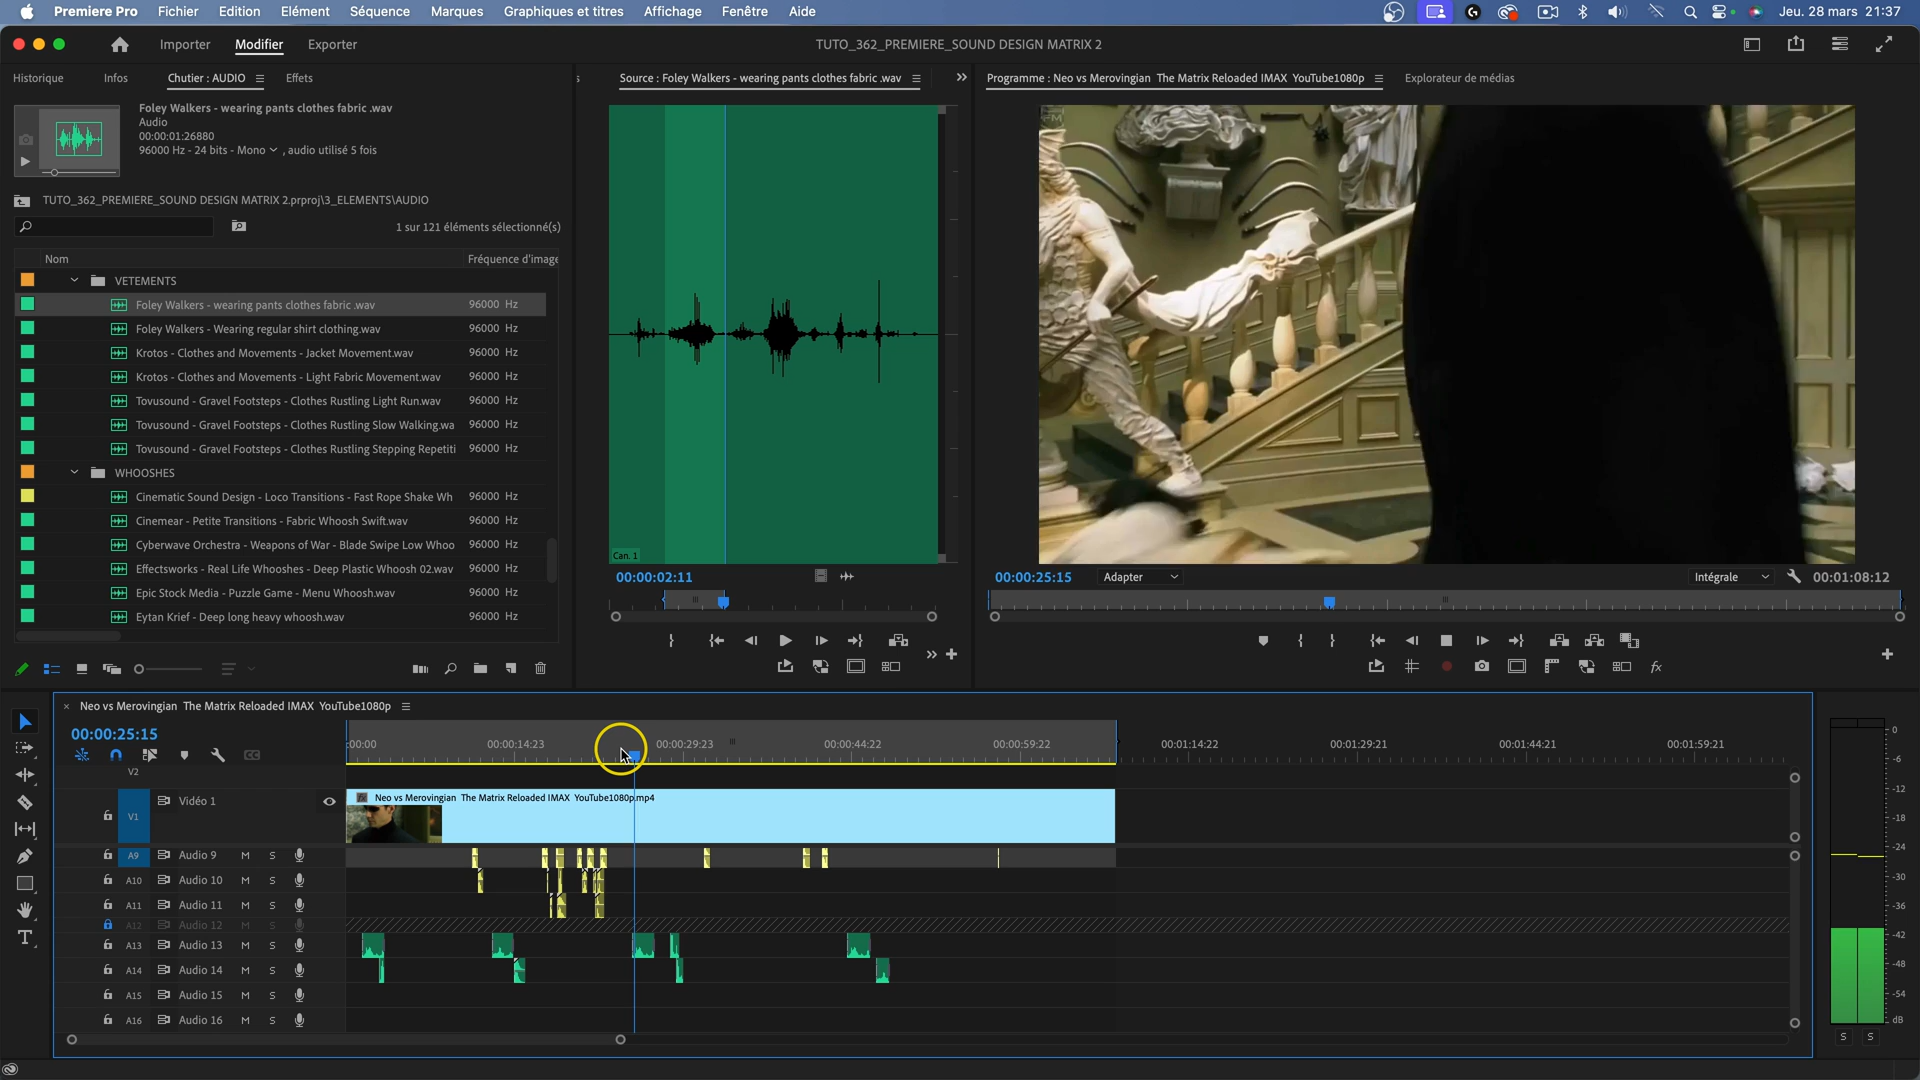 Premiere Pro Fichier Edition Elément Séquence Marques Graphiques et titres Affichage Fenêtre Aide Jeu. 28 mars 21:37
Importer Modifier Exporter TUTO_362_PREMIERE_SOUND DESIGN MATRIX 2
Historique Infos Chutier : AUDIO Effets
Foley Walkers - wearing pants clothes fabric .wav
Audio
00:00:01:26880
96000 Hz - 24 bits - Mono , audio utilisé 5 fois
TUTO_362_PREMIERE_SOUND DESIGN MATRIX 2.prproj\3_ELEMENTS\AUDIO
1 sur 121 éléments sélectionné(s)
Nom Fréquence d'image
VETEMENTS
Foley Walkers - wearing pants clothes fabric .wav 96000 Hz
Foley Walkers - Wearing regular shirt clothing.wav 96000 Hz
Krotos - Clothes and Movements - Jacket Movement.wav 96000 Hz
Krotos - Clothes and Movements - Light Fabric Movement.wav 96000 Hz
Tovusound - Gravel Footsteps - Clothes Rustling Light Run.wav 96000 Hz
Tovusound - Gravel Footsteps - Clothes Rustling Slow Walking.wa 96000 Hz
Tovusound - Gravel Footsteps - Clothes Rustling Stepping Repetiti 96000 Hz
WHOOSHES
Cinematic Sound Design - Loco Transitions - Fast Rope Shake Wh 96000 Hz
Cinemear - Petite Transitions - Fabric Whoosh Swift.wav 96000 Hz
Cyberwave Orchestra - Weapons of War - Blade Swipe Low Whoo 96000 Hz
Effectsworks - Real Life Whooshes - Deep Plastic Whoosh 02.wav 96000 Hz
Epic Stock Media - Puzzle Game - Menu Whoosh.wav 96000 Hz
Eytan Krief - Deep long heavy whoosh.wav 96000 Hz
Source : Foley Walkers - wearing pants clothes fabric .wav
Can. 1
00:00:02:11
Programme : Neo vs Merovingian The Matrix Reloaded IMAX YouTube1080p Explorateur de médias
FM
00:00:25:15 Adapter Intégrale 00:01:08:12
fx
Neo vs Merovingian The Matrix Reloaded IMAX YouTube1080p
00:00:25:15
:00:00 00:00:14:23 00:00:29:23 00:00:44:22 00:00:59:22 00:01:14:22 00:01:29:21 00:01:44:21 00:01:59:21
CC
V2
V1 Vidéo 1
Neo vs Merovingian The Matrix Reloaded IMAX YouTube1080p.mp4
A9 Audio 9 M S
A10 Audio 10 M S
A11 Audio 11 M S
A12 Audio 12 M S
A13 Audio 13 M S
A14 Audio 14 M S
A15 Audio 15 M S
A16 Audio 16 M S
0
-6
-12
-18
-24
-30
-36
-42
-48
-54
dB
S S